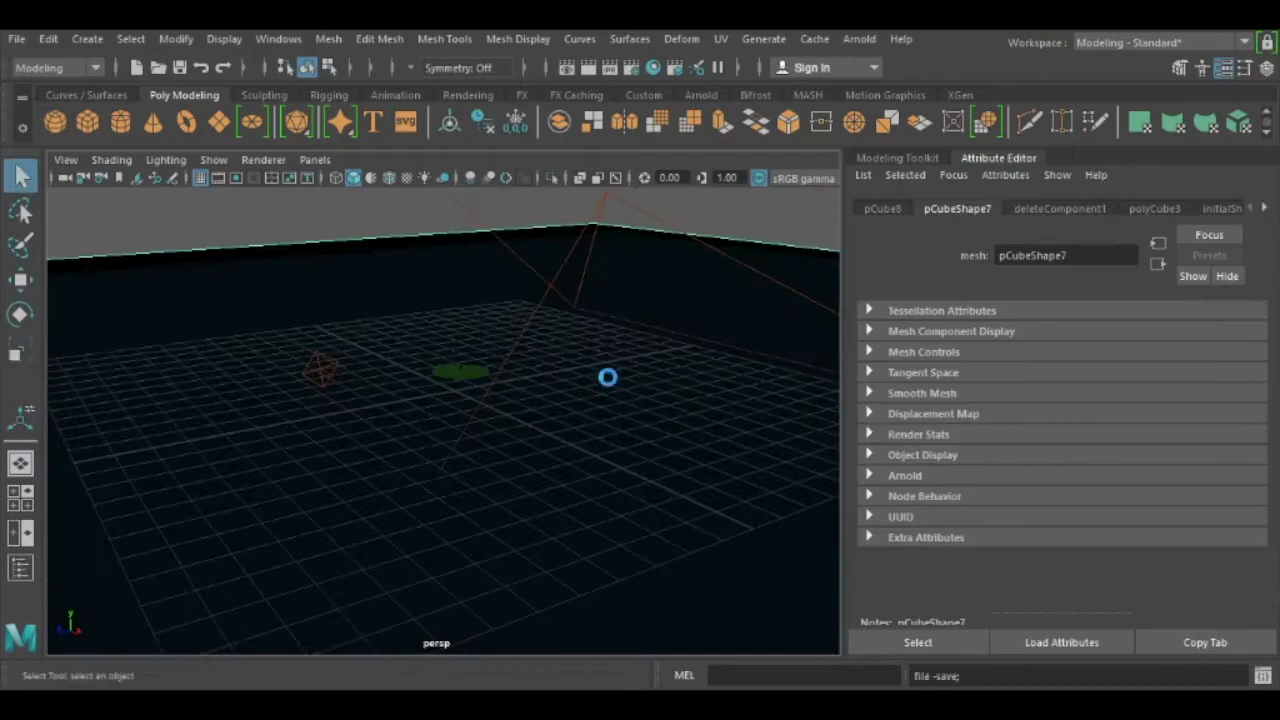 File Edit Create Select Modify Display Windows Mesh Edit Mesh Mesh Tools Mesh Display Curves Surfaces Deform UV Generate Cache Arnold Help Workspace : Modeling - Standard*
Modeling Symmetry: Off Sign In
Curves / Surfaces Poly Modeling Sculpting Rigging Animation Rendering FX FX Caching Custom Arnold Bifrost MASH Motion Graphics XGen
T SVG 0,0,0
View Shading Lighting Show Renderer Panels
0.00 1.00 sRGB gamma
Modeling Toolkit Attribute Editor
List Selected Focus Attributes Show Help
pCube8 pCubeShape7 deleteComponent1 polyCube3 initialSh
mesh: pCubeShape7
Focus
Presets
Show Hide
Tessellation Attributes
Mesh Component Display
Mesh Controls
Tangent Space
Smooth Mesh
Displacement Map
Render Stats
Object Display
Arnold
Node Behavior
UUID
Extra Attributes
Notes: pCubeShape7
Select Load Attributes Copy Tab
y
persp
Select Tool: select an object
MEL
file -save;